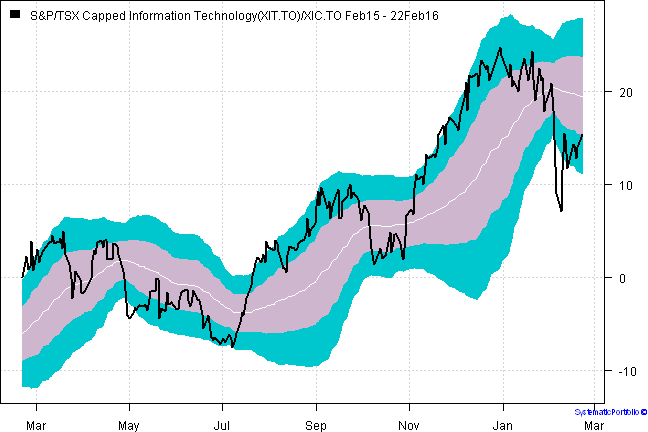 S&P/TSX Capped Information Technology(XIT.TO)/XIC.TO Feb15 - 22Feb16
20
10
0
-10
SystematicPortfolio ©
Mar May Jul Sep Nov Jan Mar